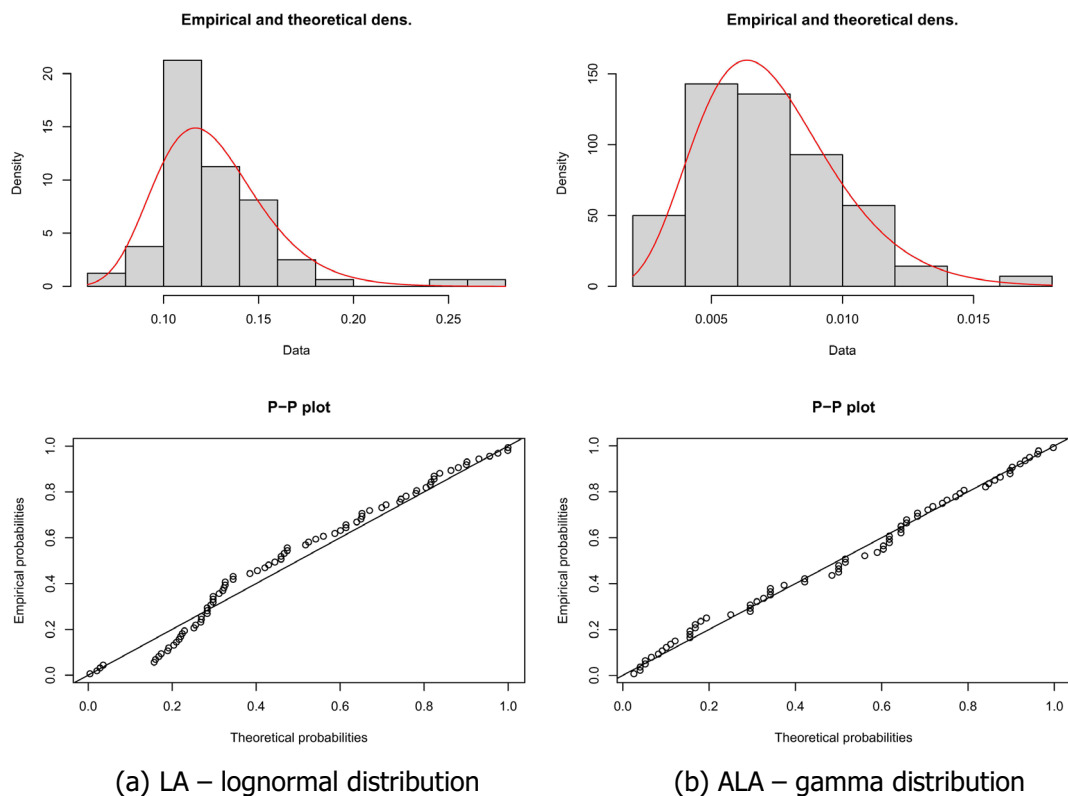 Empirical and theoretical dens.
Density
0 5 10 15 20
0.10 0.15 0.20 0.25
Data
Empirical and theoretical dens.
Density
0 50 100 150
0.005 0.010 0.015
Data
P−P plot
Empirical probabilities
0.0 0.2 0.4 0.6 0.8 1.0
0.0 0.2 0.4 0.6 0.8 1.0
Theoretical probabilities
P−P plot
Empirical probabilities
0.0 0.2 0.4 0.6 0.8 1.0
0.0 0.2 0.4 0.6 0.8 1.0
Theoretical probabilities
(a) LA – lognormal distribution
(b) ALA – gamma distribution